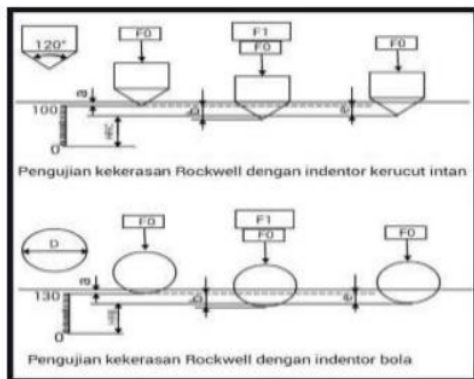 120°
F0
F1
F0
F0
a
100
b
e
HRC
0
Pengujian kekerasan Rockwell dengan indentor kerucut intan
F0
F1
F0
F0
D
a
130
b
e
0
Pengujian kekerasan Rockwell dengan indentor bola